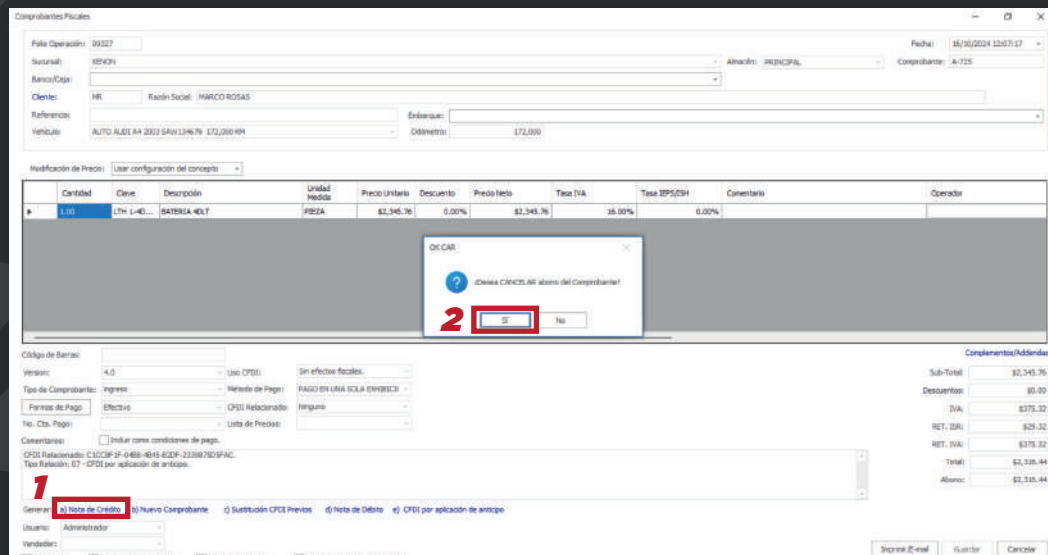 Comprobantes Fiscales
Folio Operación: 09327 Fecha: 16/10/2024 12:07:17
Sucursal: XENON Almacén: PRINCIPAL Comprobante: A-725
Banco/Caja:
Cliente: MR Razón Social: MARCO ROSAS
Referencia: Embarque:
Vehículo: AUTO AUDI A4 2003 SAW134679 172,000 KM Odómetro: 172,000
Modificación de Precio: Usar configuración del concepto
Cantidad Clave Descripción Unidad Medida Precio Unitario Descuento Precio Neto Tasa IVA Tasa IEPS/ISH Comentario Operador
1.00 LTH L-4D... BATERIA 4DLT PIEZA $2,345.76 0.00% $2,345.76 16.00% 0.00%
OK CAR
¿Desea CANCELAR abono del Comprobante?
2 Sí No
Código de Barras: Complementos/Addendas
Version: 4.0 Uso CFDI: Sin efectos fiscales. Sub-Total: $2,345.76
Tipo de Comprobante: Ingreso Método de Pago: PAGO EN UNA SOLA EXHIBICII Descuentos: $0.00
Formas de Pago Efectivo CFDI Relacionado: Ninguno IVA: $375.32
No. Cta. Pago: Lista de Precios: RET. ISR: $29.32
Comentarios: Incluir como condiciones de pago. RET. IVA: $375.32
Tipo Relación: 07 - CFDI por aplicación de anticipo. Total: $2,316.44
Abono: $2,316.44
1
Generar: a) Nota de Crédito b) Nuevo Comprobante c) Sustitución CFDI Previos d) Nota de Débito e) CFDI por aplicación de anticipo
Usuario: Administrador
Vendedor:
Imprimir/E-mail Guardar Cancelar